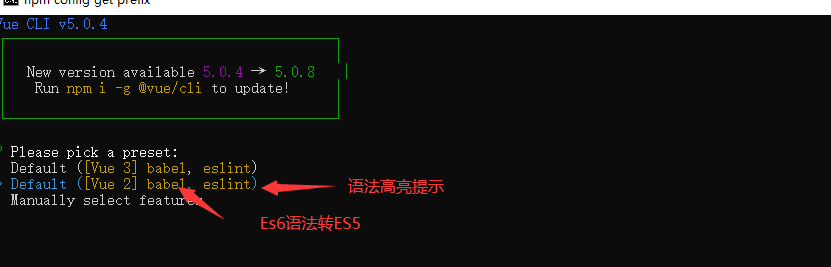 npm config get prefix
Vue CLI v5.0.4
New version available 5.0.4 → 5.0.8
Run npm i -g @vue/cli to update!
? Please pick a preset:
Default ([Vue 3] babel, eslint)
> Default ([Vue 2] babel, eslint)
语法高亮提示
Manually select features
Es6语法转ES5